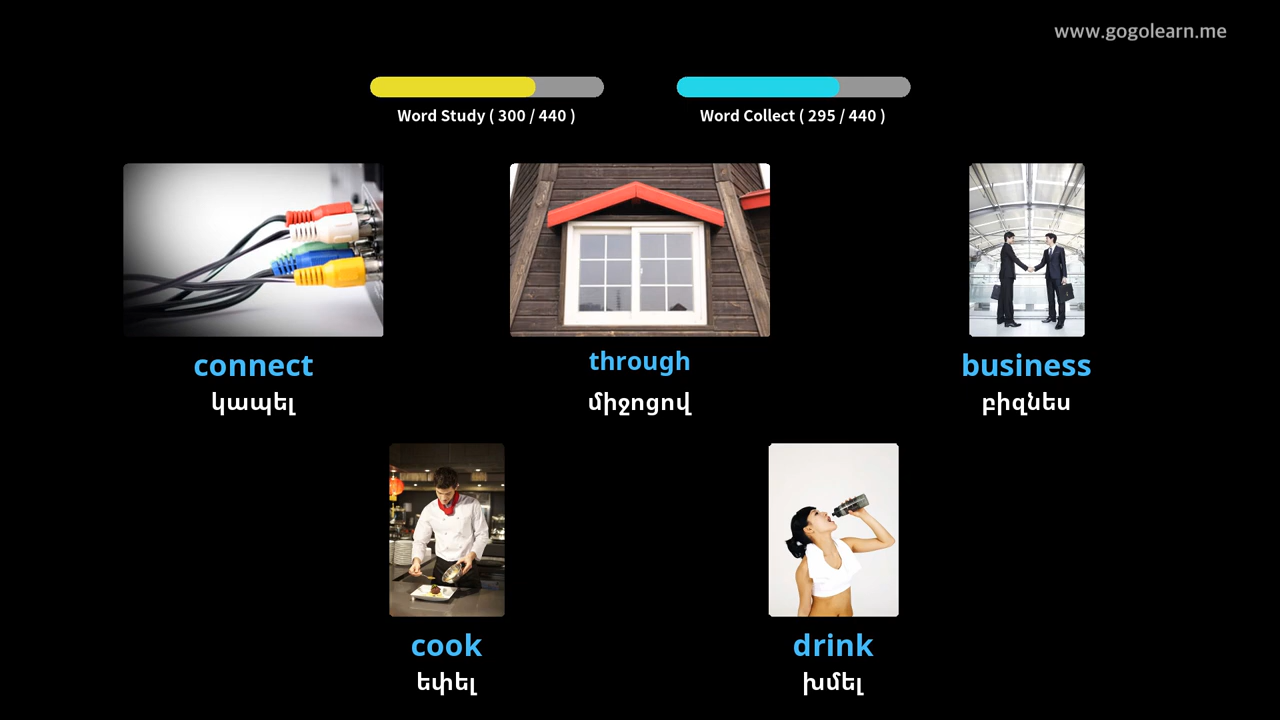 www.gogolearn.me
Word Study ( 300 / 440 )
Word Collect ( 295 / 440 )
connect
through
business
կապել
միջոցով
բիզնես
cook
drink
եփել
խմել